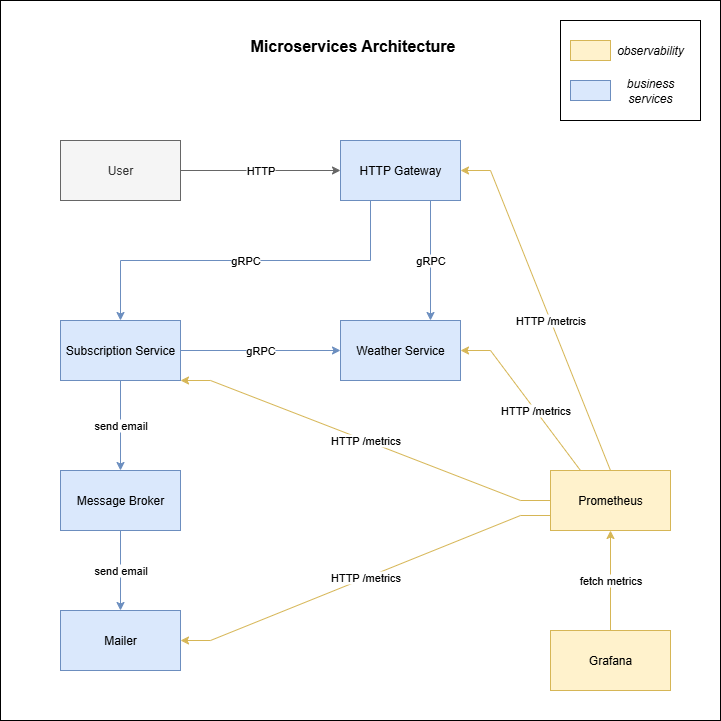 Microservices Architecture
observability
business
services
User
HTTP
HTTP Gateway
gRPC
gRPC
HTTP /metrcis
Subscription Service
gRPC
Weather Service
HTTP /metrics
send email
HTTP /metrics
Message Broker
Prometheus
send email
HTTP /metrics
fetch metrics
Mailer
Grafana